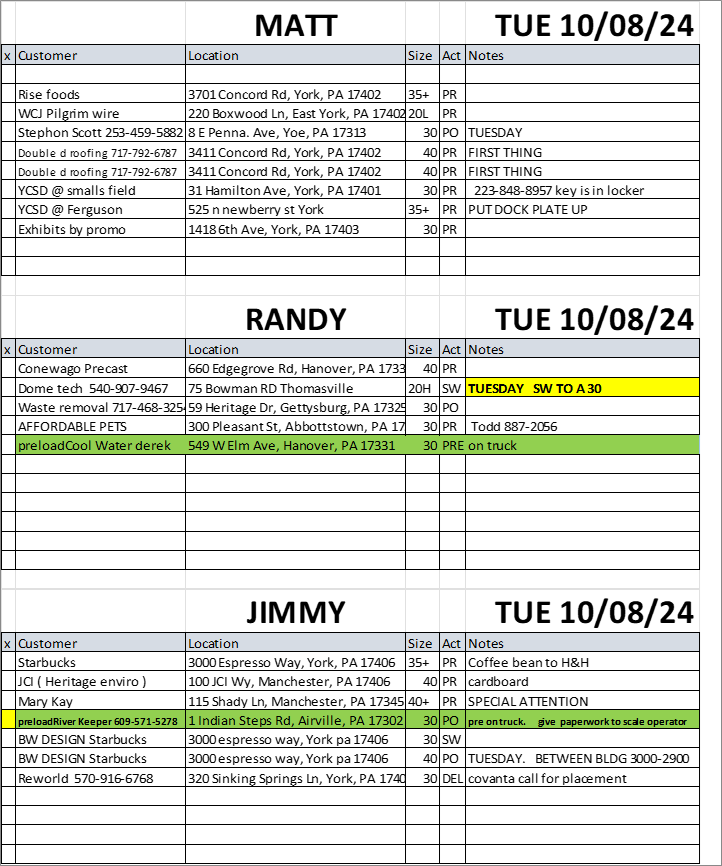 MATT TUE 10/08/24
x Customer Location Size Act Notes
Rise foods 3701 Concord Rd, York, PA 17402 35+ PR
WCJ Pilgrim wire 220 Boxwood Ln, East York, PA 17402 20L PR
Stephon Scott 253-459-5882 8 E Penna. Ave, Yoe, PA 17313 30 PO TUESDAY
Double d roofing 717-792-6787 3411 Concord Rd, York, PA 17402 40 PR FIRST THING
Double d roofing 717-792-6787 3411 Concord Rd, York, PA 17402 40 PR FIRST THING
YCSD @ smalls field 31 Hamilton Ave, York, PA 17401 30 PR 223-848-8957 key is in locker
YCSD @ Ferguson 525 n newberry st York 35+ PR PUT DOCK PLATE UP
Exhibits by promo 1418 6th Ave, York, PA 17403 30 PR
RANDY TUE 10/08/24
x Customer Location Size Act Notes
Conewago Precast 660 Edgegrove Rd, Hanover, PA 1733 40 PR
Dome tech 540-907-9467 75 Bowman RD Thomasville 20H SW TUESDAY SW TO A 30
Waste removal 717-468-3254 59 Heritage Dr, Gettysburg, PA 17325 30 PO
AFFORDABLE PETS 300 Pleasant St, Abbottstown, PA 17 30 PR Todd 887-2056
preloadCool Water derek 549 W Elm Ave, Hanover, PA 17331 30 PRE on truck
JIMMY TUE 10/08/24
x Customer Location Size Act Notes
Starbucks 3000 Espresso Way, York, PA 17406 35+ PR Coffee bean to H&H
JCI ( Heritage enviro ) 100 JCI Wy, Manchester, PA 17406 40 PR cardboard
Mary Kay 115 Shady Ln, Manchester, PA 17345 40+ PR SPECIAL ATTENTION
preloadRiver Keeper 609-571-5278 1 Indian Steps Rd, Airville, PA 17302 30 PO pre on truck. give paperwork to scale operator
BW DESIGN Starbucks 3000 espresso way, York pa 17406 30 SW
BW DESIGN Starbucks 3000 espresso way, York pa 17406 40 PO TUESDAY. BETWEEN BLDG 3000-2900
Reworld 570-916-6768 320 Sinking Springs Ln, York, PA 1740 30 DEL covanta call for placement